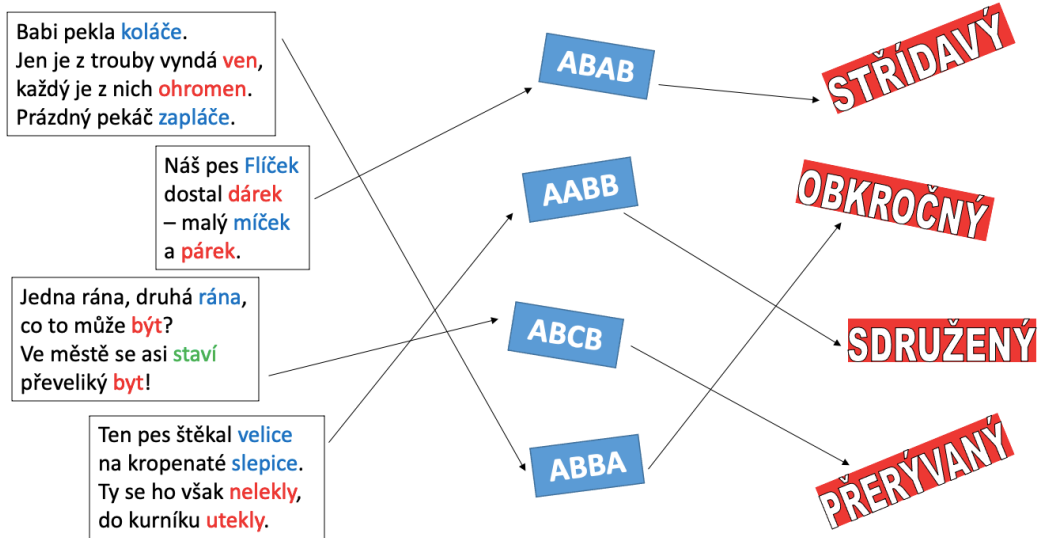 Babi pekla koláče.
Jen je z trouby vyndá ven,
každý je z nich ohromen.
Prázdný pekáč zapláče.
Náš pes Flíček
dostal dárek
– malý míček
a párek.
Jedna rána, druhá rána,
co to může být?
Ve městě se asi staví
převeliký byt!
Ten pes štěkal velice
na kropenaté slepice.
Ty se ho však nelekly,
do kurníku utekly.
ABAB
AABB
ABCB
ABBA
STŘÍDAVÝ
OBKROČNÝ
SDRUŽENÝ
PŘERÝVANÝ